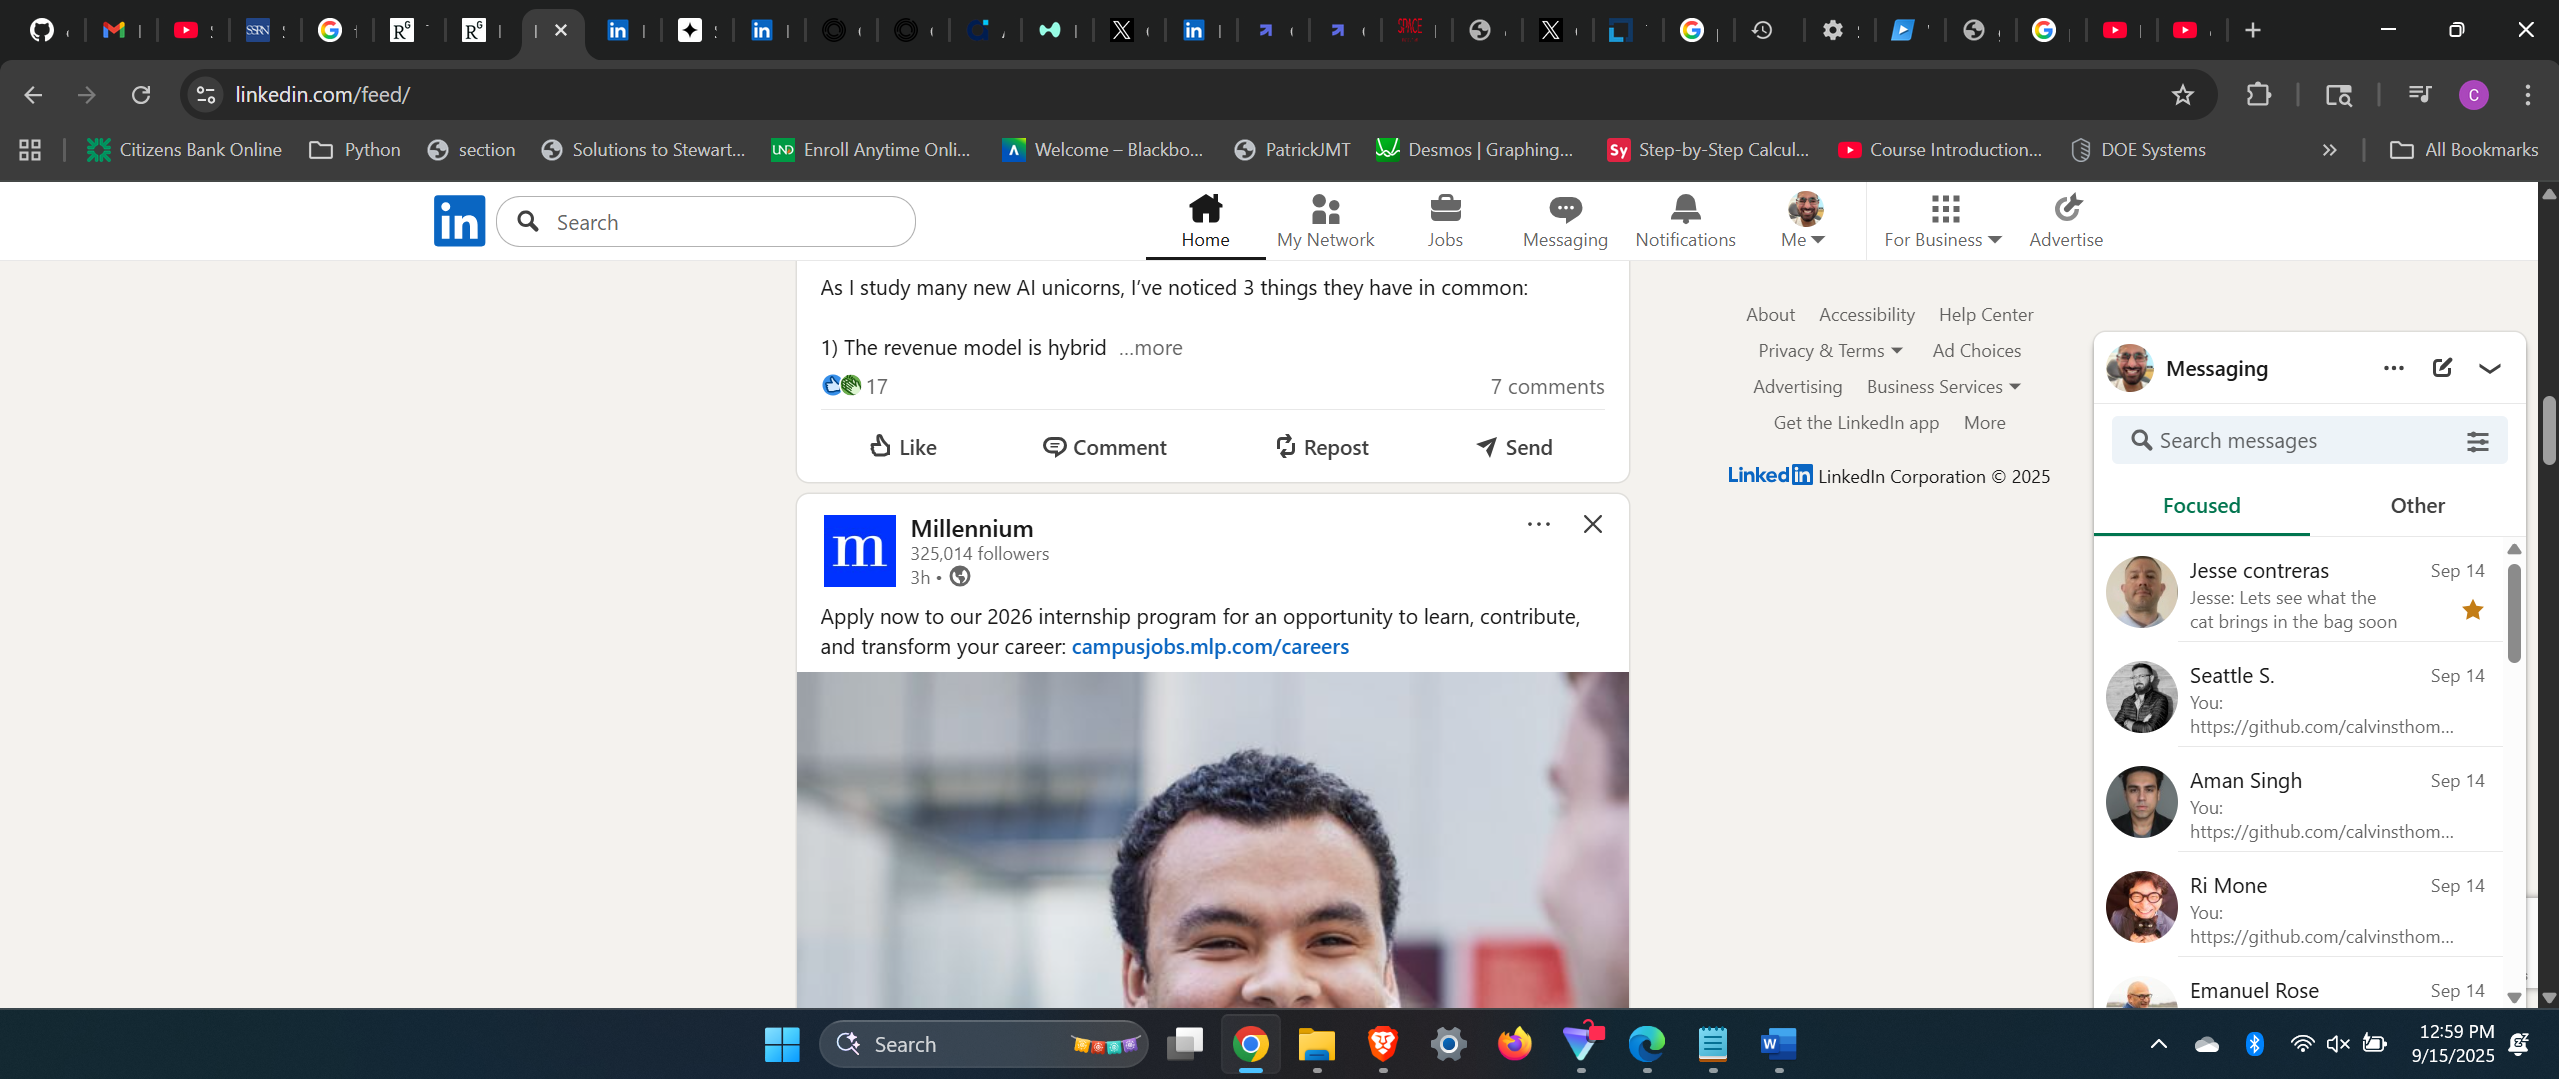 linkedin.com/feed/
Citizens Bank Online
Python
section
Solutions to Stewart...
Enroll Anytime Onli...
Welcome – Blackbo...
PatrickJMT
Desmos | Graphing...
Step-by-Step Calcul...
Course Introduction...
DOE Systems
All Bookmarks
Search
Home
My Network
Jobs
Messaging
Notifications
Me
For Business
Advertise
As I study many new AI unicorns, I’ve noticed 3 things they have in common:
1) The revenue model is hybrid ...more
17
7 comments
Like
Comment
Repost
Send
m
Millennium
325,014 followers
3h •
Apply now to our 2026 internship program for an opportunity to learn, contribute,
and transform your career: campusjobs.mlp.com/careers
About Accessibility Help Center
Privacy & Terms Ad Choices
Advertising Business Services
Get the LinkedIn app More
LinkedIn LinkedIn Corporation © 2025
Messaging
Search messages
Focused Other
Jesse contreras Sep 14
Jesse: Lets see what the
cat brings in the bag soon
Seattle S. Sep 14
You:
https://github.com/calvinsthom...
Aman Singh Sep 14
You:
https://github.com/calvinsthom...
Ri Mone Sep 14
You:
https://github.com/calvinsthom...
Emanuel Rose Sep 14
Search
12:59 PM
9/15/2025